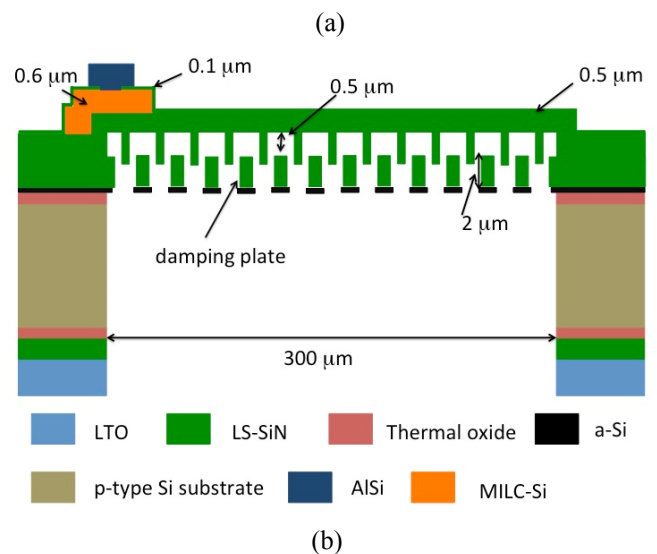 (a)
0.6 μm
0.1 μm
0.5 μm
0.5 μm
damping plate
2 μm
300 μm
LTO
LS-SiN
Thermal oxide
a-Si
p-type Si substrate
AlSi
MILC-Si
(b)